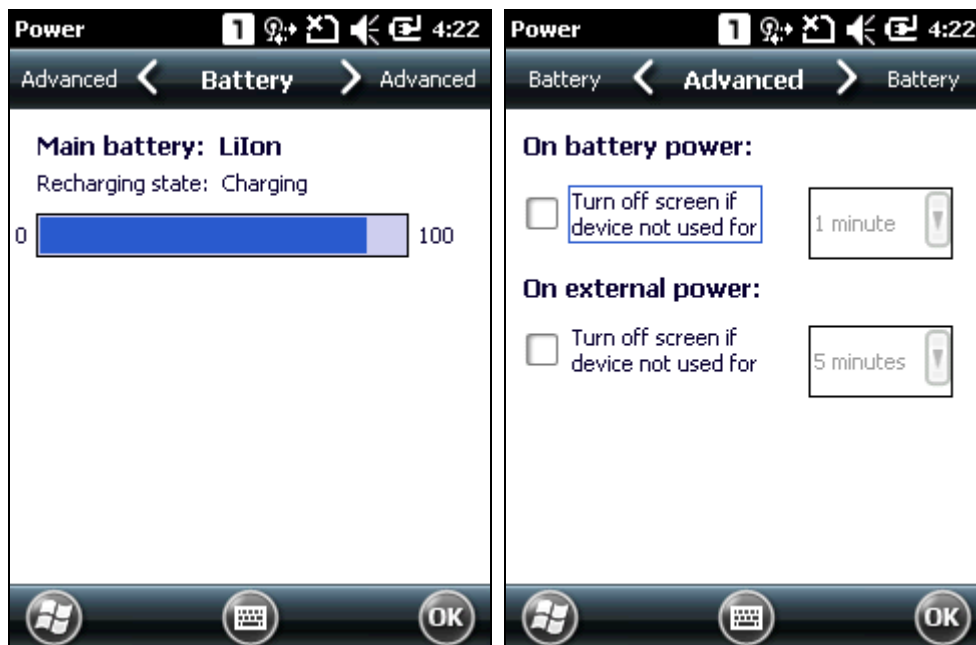 Power 1 4:22
Advanced Battery Advanced
Main battery: LiIon
Recharging state: Charging
0 100
OK
Power 1 4:22
Battery Advanced Battery
On battery power:
Turn off screen if
device not used for
1 minute
On external power:
Turn off screen if
device not used for
5 minutes
OK